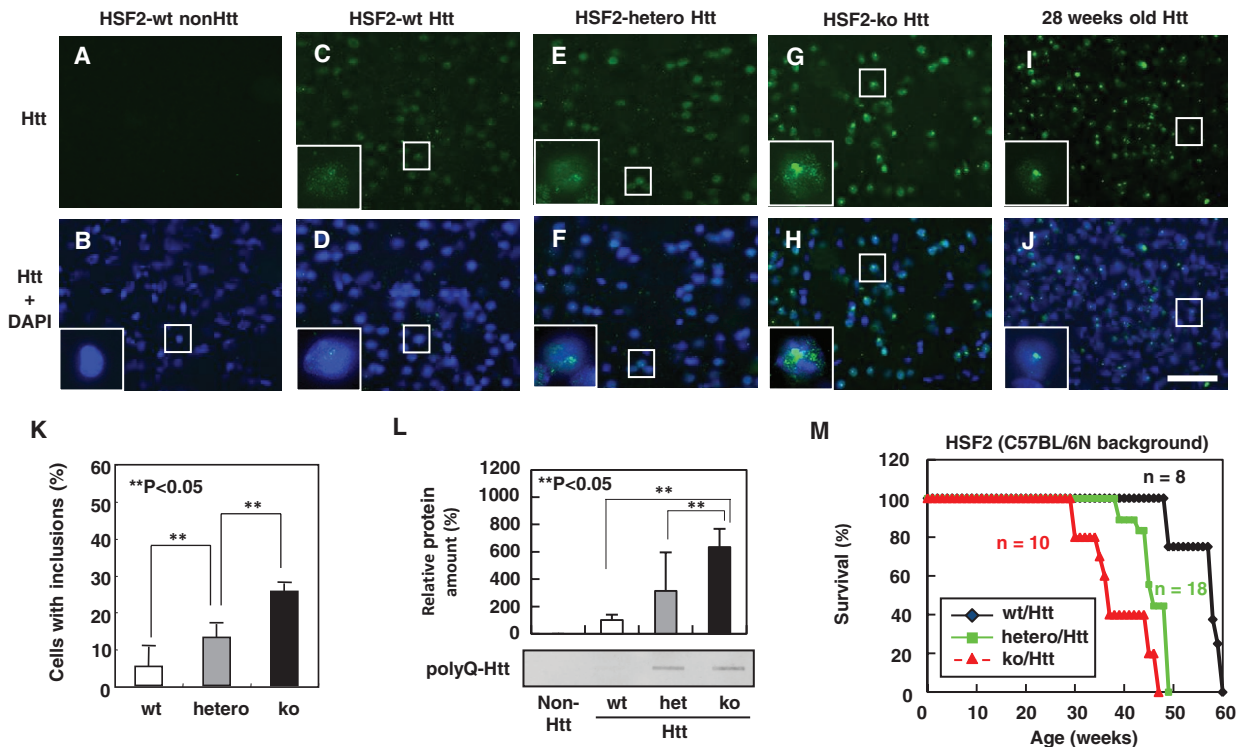 HSF2-wt nonHtt
HSF2-wt Htt
HSF2-hetero Htt
HSF2-ko Htt
28 weeks old Htt
Htt
A
C
E
G
I
Htt
+
DAPI
B
D
F
H
J
K
Cells with inclusions (%)
60
50
40
30
20
10
0
**P<0.05
**
**
wt
hetero
ko
L
Relative protein
amount (%)
1200
1000
800
600
400
200
0
**P<0.05
**
**
polyQ-Htt
Non-
Htt
wt
het
ko
Htt
M
HSF2 (C57BL/6N background)
Survival (%)
120
100
80
60
40
20
0
n = 8
n = 10
n = 18
wt/Htt
hetero/Htt
ko/Htt
0
10
20
30
40
50
60
Age (weeks)